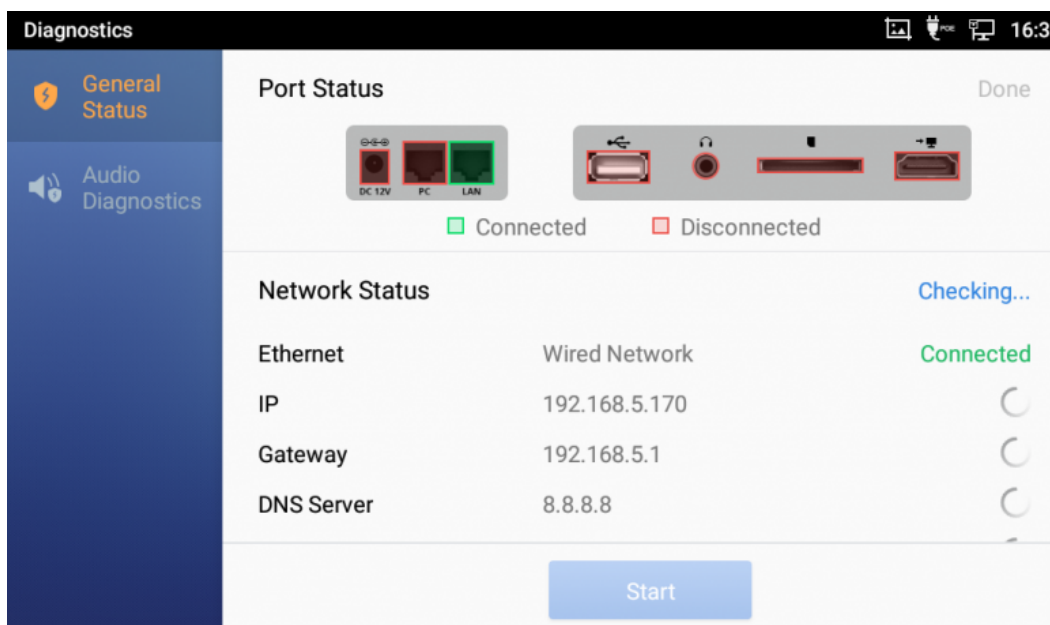 Diagnostics
POE
16:3
General
Status
Audio
Diagnostics
Port Status
Done
DC 12V
PC
LAN
Connected
Disconnected
Network Status
Checking...
Ethernet
Wired Network
Connected
IP
192.168.5.170
Gateway
192.168.5.1
DNS Server
8.8.8.8
Start